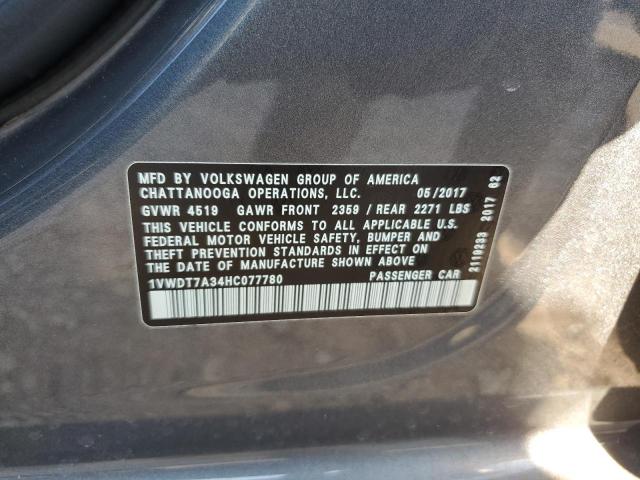 MFD BY VOLKSWAGEN GROUP OF AMERICA
CHATTANOOGA OPERATIONS, LLC. 05/2017
GVWR 4519 GAWR FRONT 2359 / REAR 2271 LBS
THIS VEHICLE CONFORMS TO ALL APPLICABLE U.S.
FEDERAL MOTOR VEHICLE SAFETY, BUMPER AND
THEFT PREVENTION STANDARDS IN EFFECT ON
THE DATE OF MANUFACTURE SHOWN ABOVE
1VWDT7A34HC077780 PASSENGER CAR
2119233 2017 62